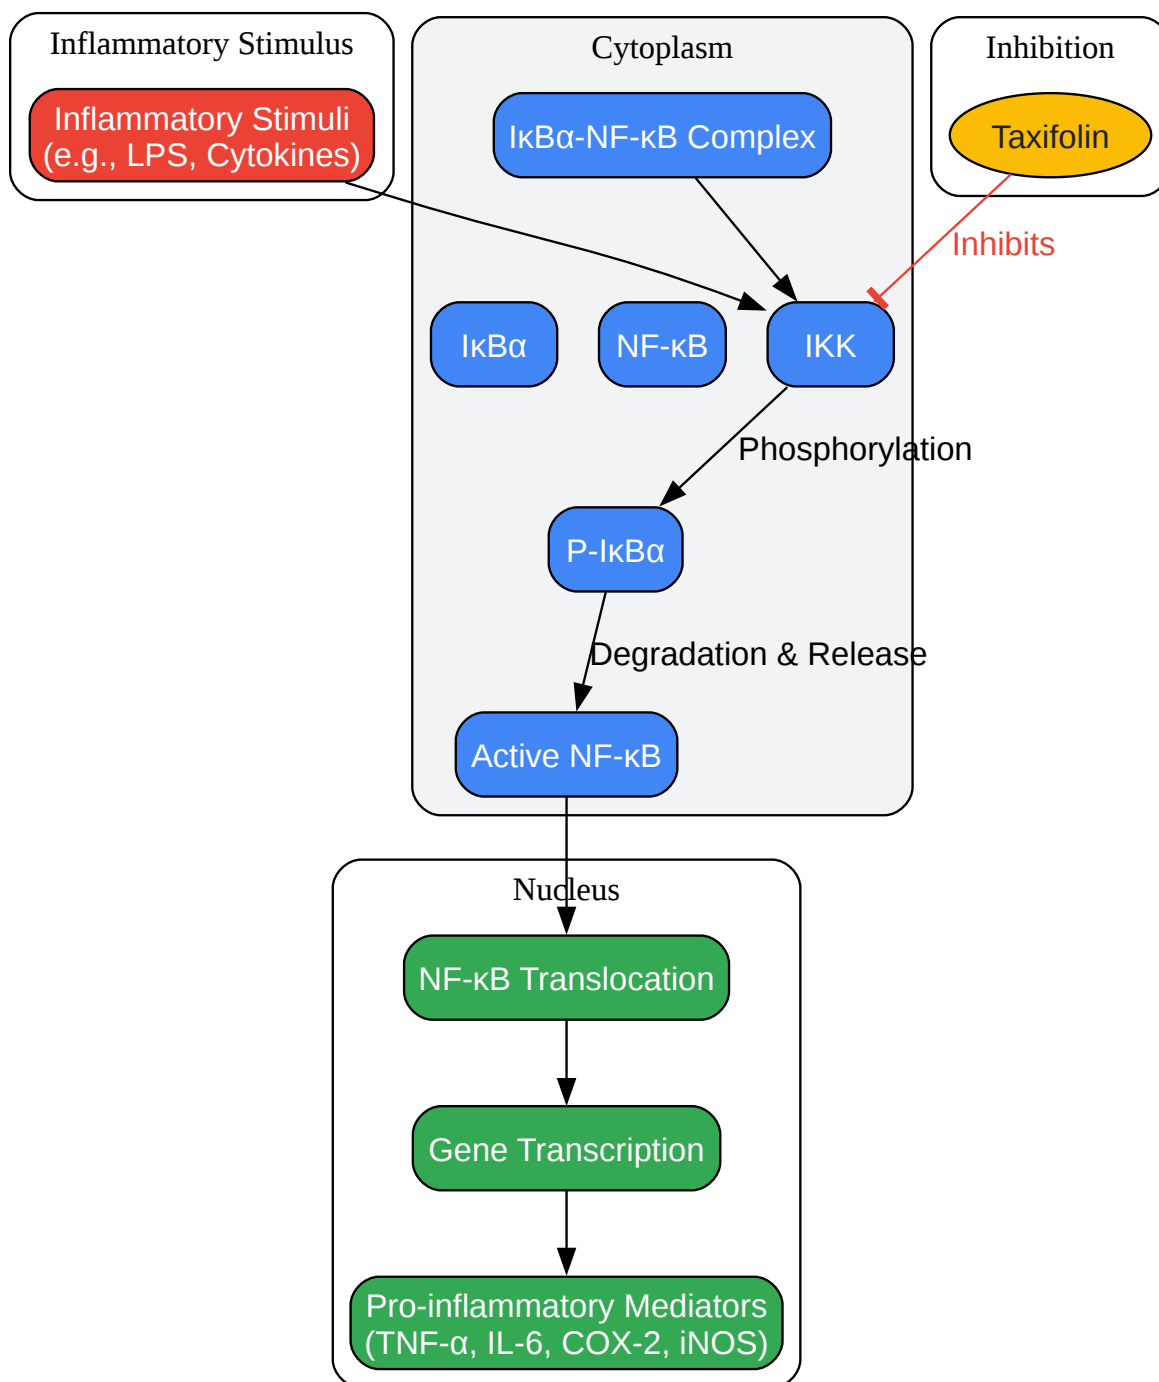 Inflammatory Stimulus
Inflammatory Stimuli
(e.g., LPS, Cytokines)
Cytoplasm
IκBα-NF-κB Complex
Inhibition
Taxifolin
Inhibits
IκBα
NF-κB
IKK
Phosphorylation
P-IκBα
Degradation & Release
Active NF-κB
Nucleus
NF-κB Translocation
Gene Transcription
Pro-inflammatory Mediators
(TNF-α, IL-6, COX-2, iNOS)